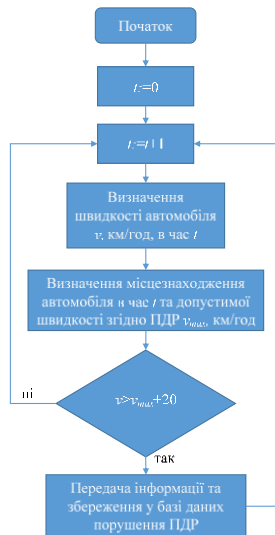 Початок
t:=0
t:=t+1
Визначення
швидкості автомобіля
v, км/год, в час t
Визначення місцезнаходження
автомобіля в час t та допустимої
швидкості згідно ПДР vmax, км/год
v>vmax+20
ні
так
Передача інформації та
збереження у базі даних
порушення ПДР